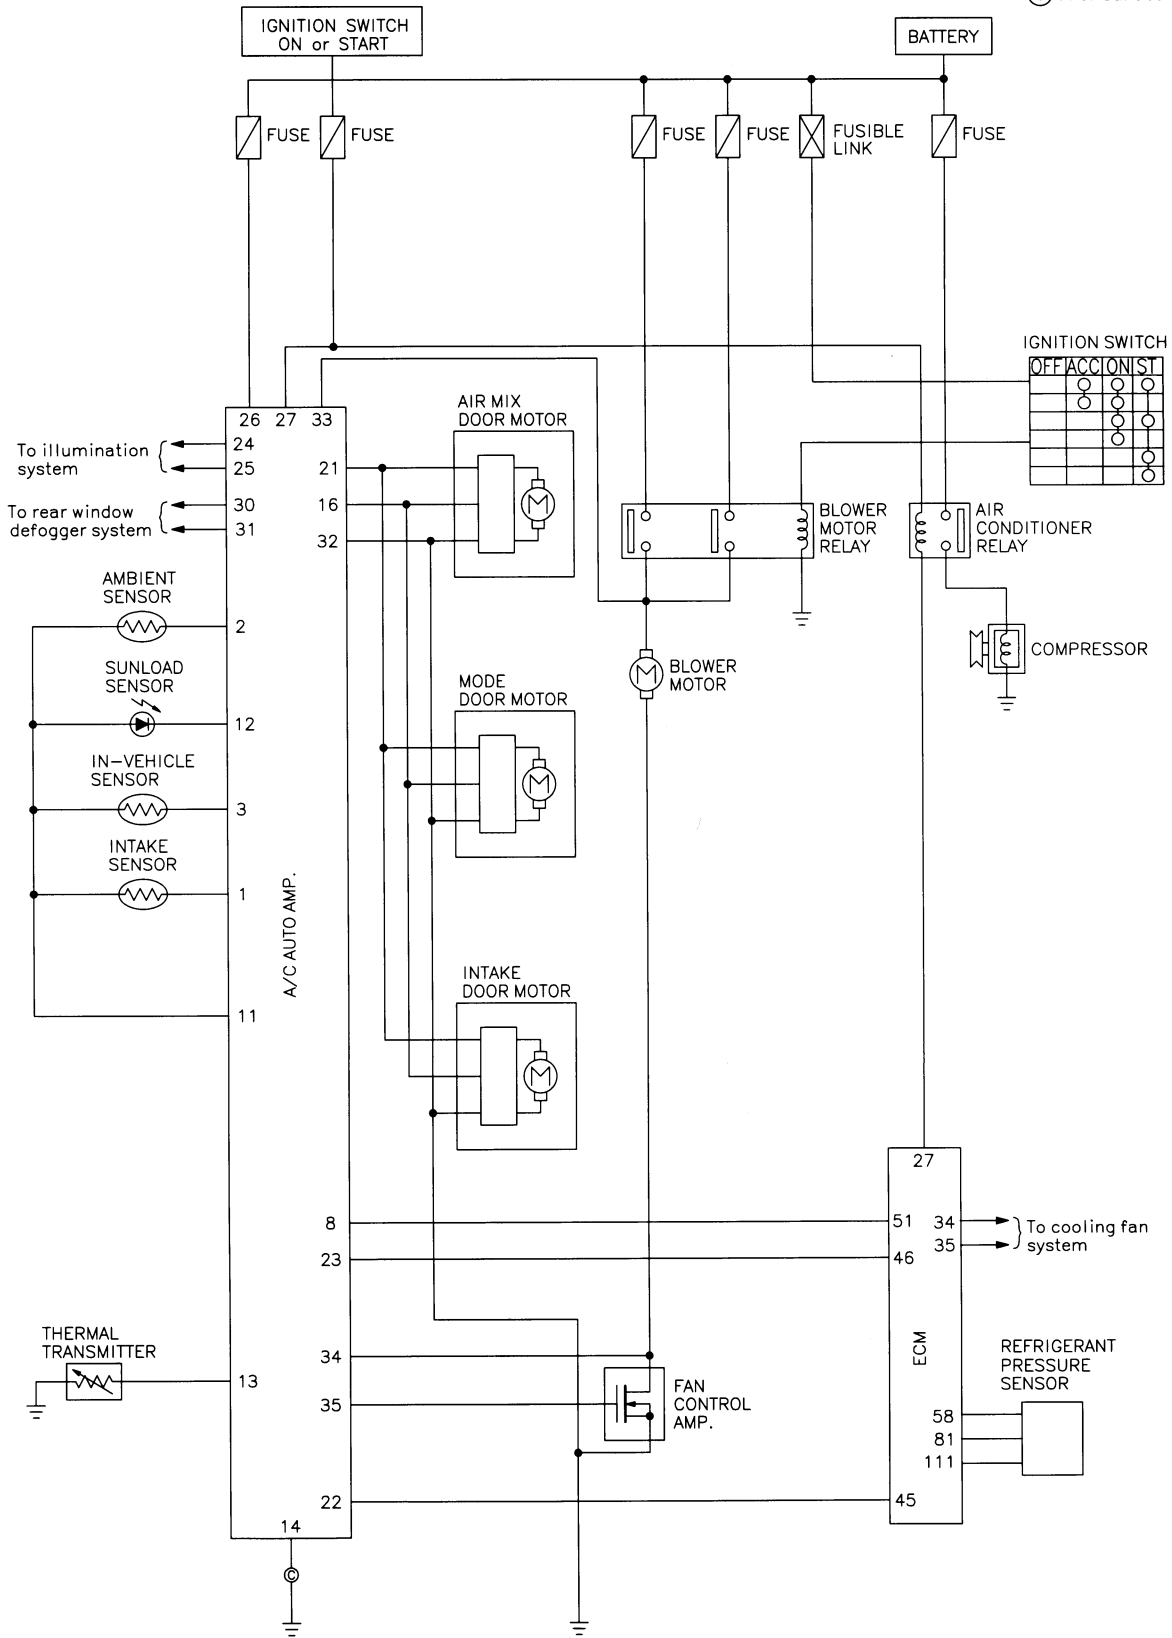 IGNITION SWITCH
ON or START
BATTERY
FUSE
FUSE
FUSE
FUSE
FUSIBLE
LINK
FUSE
IGNITION SWITCH
OFF ACC ON ST
26 27 33
24
25
30
31
To illumination
system
To rear window
defogger system
21
16
32
AIR MIX
DOOR MOTOR
M
BLOWER
MOTOR
RELAY
AIR
CONDITIONER
RELAY
AMBIENT
SENSOR
2
SUNLOAD
SENSOR
12
IN-VEHICLE
SENSOR
3
INTAKE
SENSOR
1
11
A/C AUTO AMP.
M
BLOWER
MOTOR
COMPRESSOR
MODE
DOOR MOTOR
M
INTAKE
DOOR MOTOR
M
27
8
23
51
46
34
35
To cooling fan
system
ECM
THERMAL
TRANSMITTER
13
34
35
FAN
CONTROL
AMP.
REFRIGERANT
PRESSURE
SENSOR
58
81
111
22
45
14
C